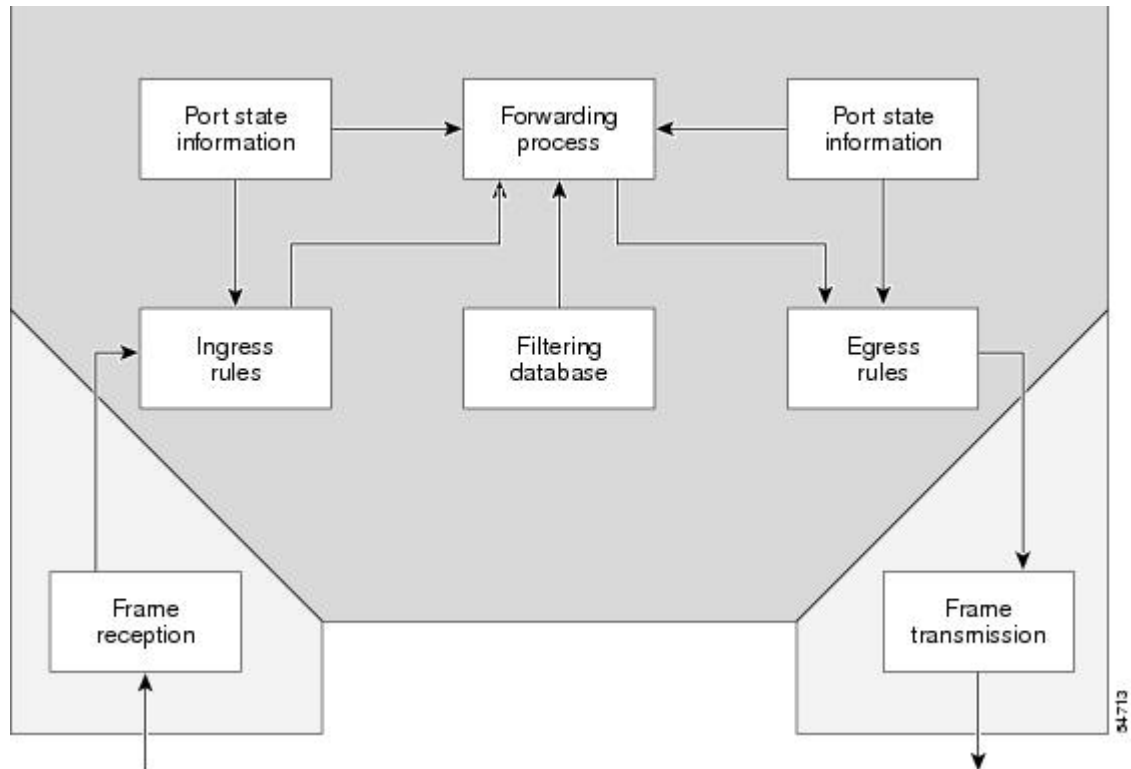 Port state
information
Forwarding
process
Port state
information
Ingress
rules
Filtering
database
Egress
rules
Frame
reception
Frame
transmission
54713